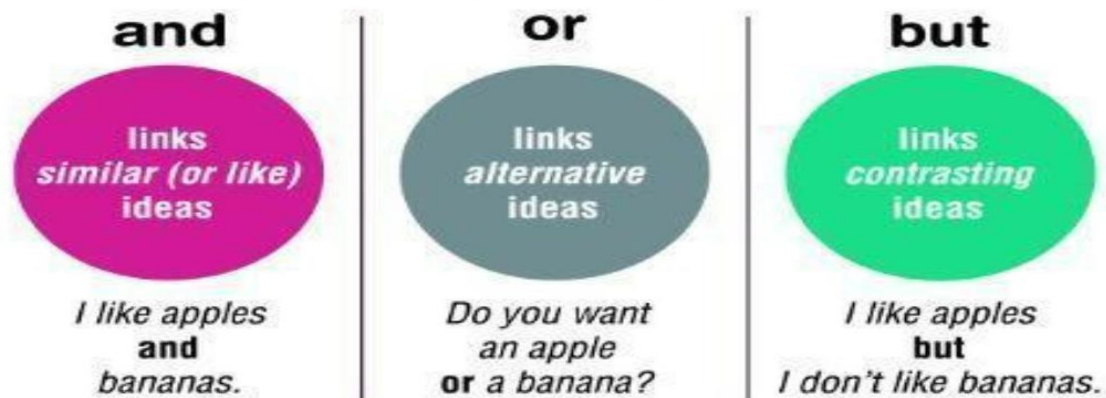 and
links
similar (or like)
ideas
I like apples
and
bananas.
or
links
alternative
ideas
Do you want
an apple
or a banana?
but
links
contrasting
ideas
I like apples
but
I don't like bananas.